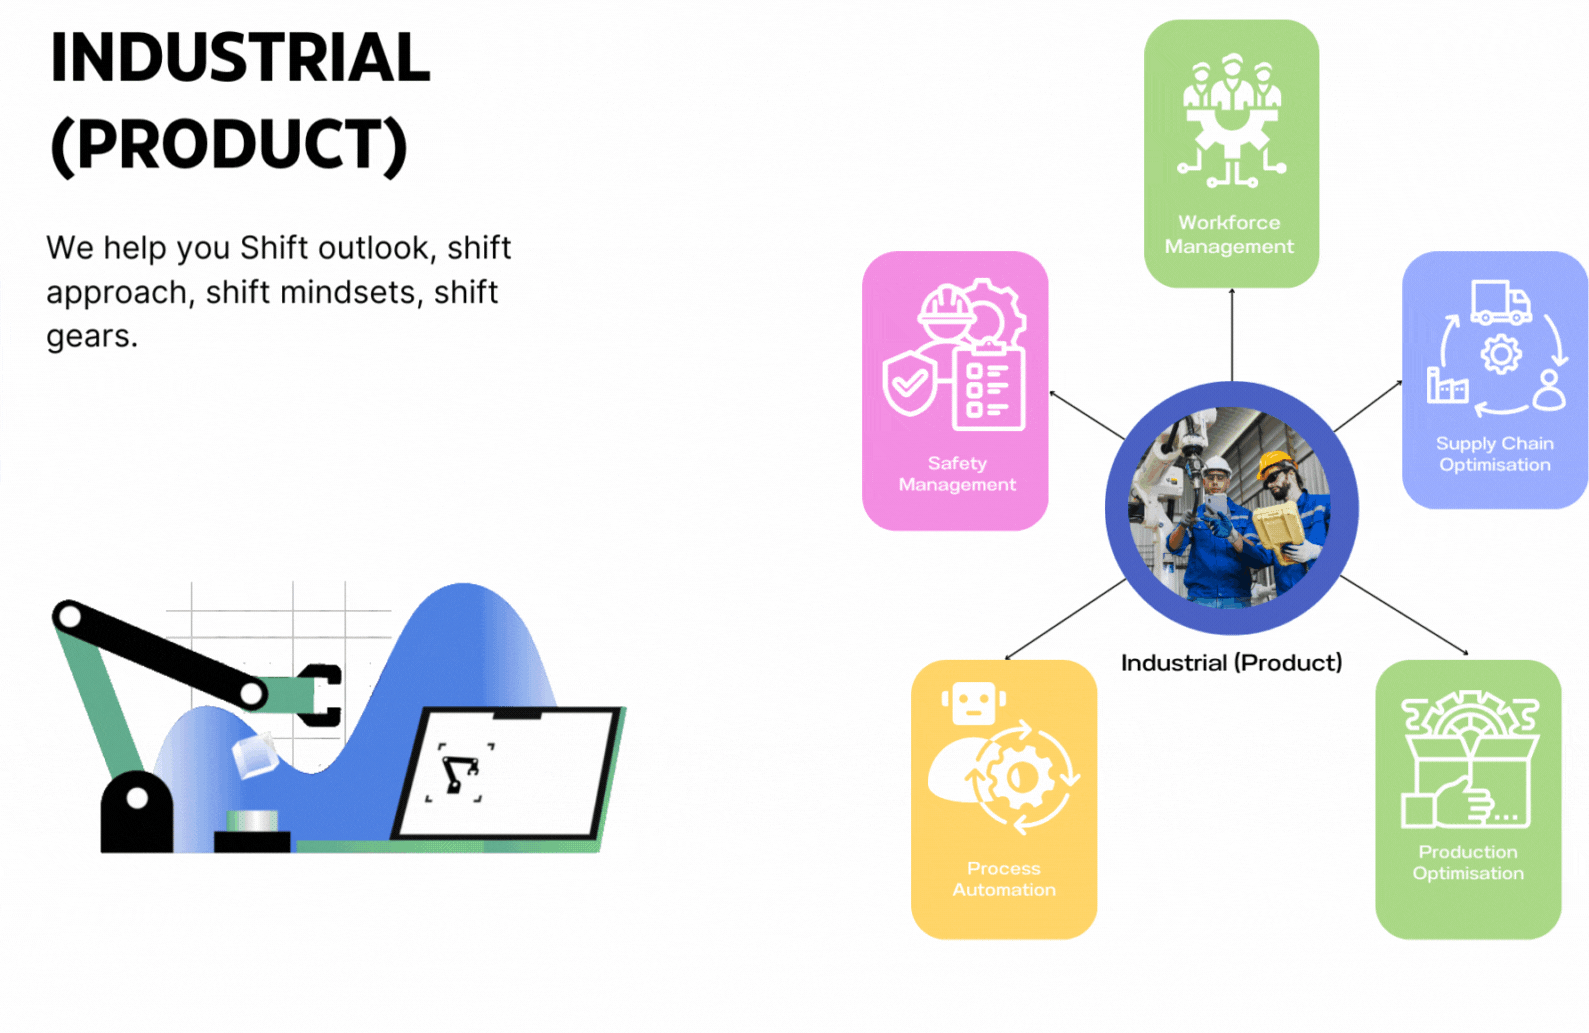 INDUSTRIAL
(PRODUCT)
We help you Shift outlook, shift
approach, shift mindsets, shift
gears.
Workforce
Management
Safety
Management
Supply Chain
Optimisation
Industrial (Product)
Process
Automation
Production
Optimisation